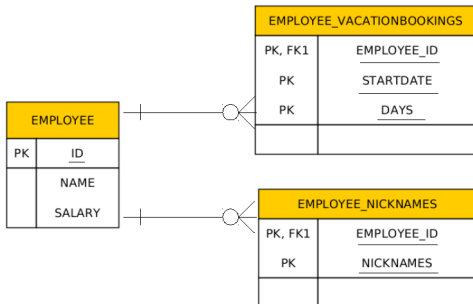 EMPLOYEE_VACATIONBOOKINGS
PK, FK1 EMPLOYEE_ID
PK STARTDATE
PK DAYS
EMPLOYEE
PK ID
NAME
SALARY
EMPLOYEE_NICKNAMES
PK, FK1 EMPLOYEE_ID
PK NICKNAMES